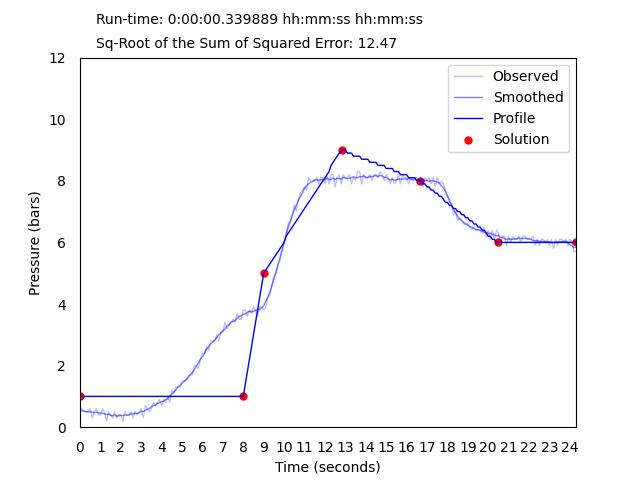 Run-time: 0:00:00.339889 hh:mm:ss hh:mm:ss
Sq-Root of the Sum of Squared Error: 12.47
12
10
8
6
4
2
0
Pressure (bars)
Observed
Smoothed
Profile
Solution
0 1 2 3 4 5 6 7 8 9 10 11 12 13 14 15 16 17 18 19 20 21 22 23 24
Time (seconds)